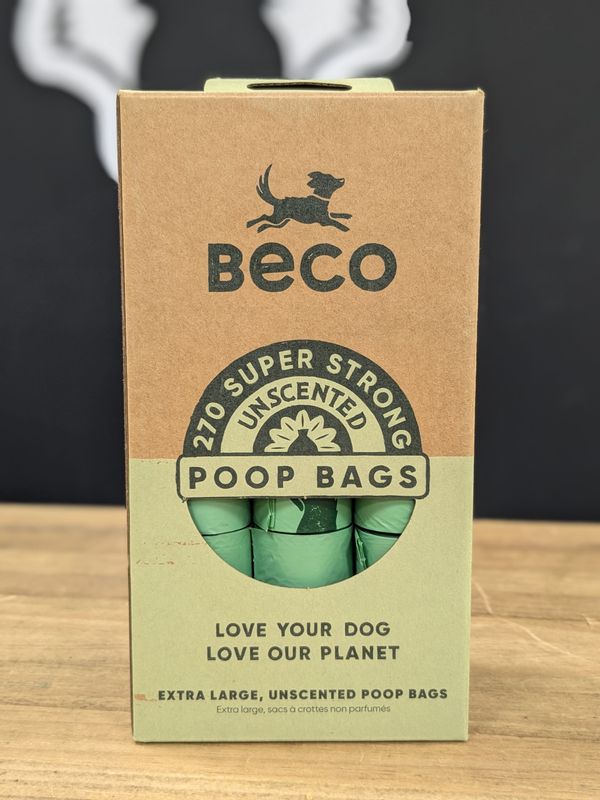 Beco
270 SUPER STRONG
UNSCENTED
POOP BAGS
LOVE YOUR DOG
LOVE OUR PLANET
EXTRA LARGE, UNSCENTED POOP BAGS
Extra large, sacs à crottes non parfumés